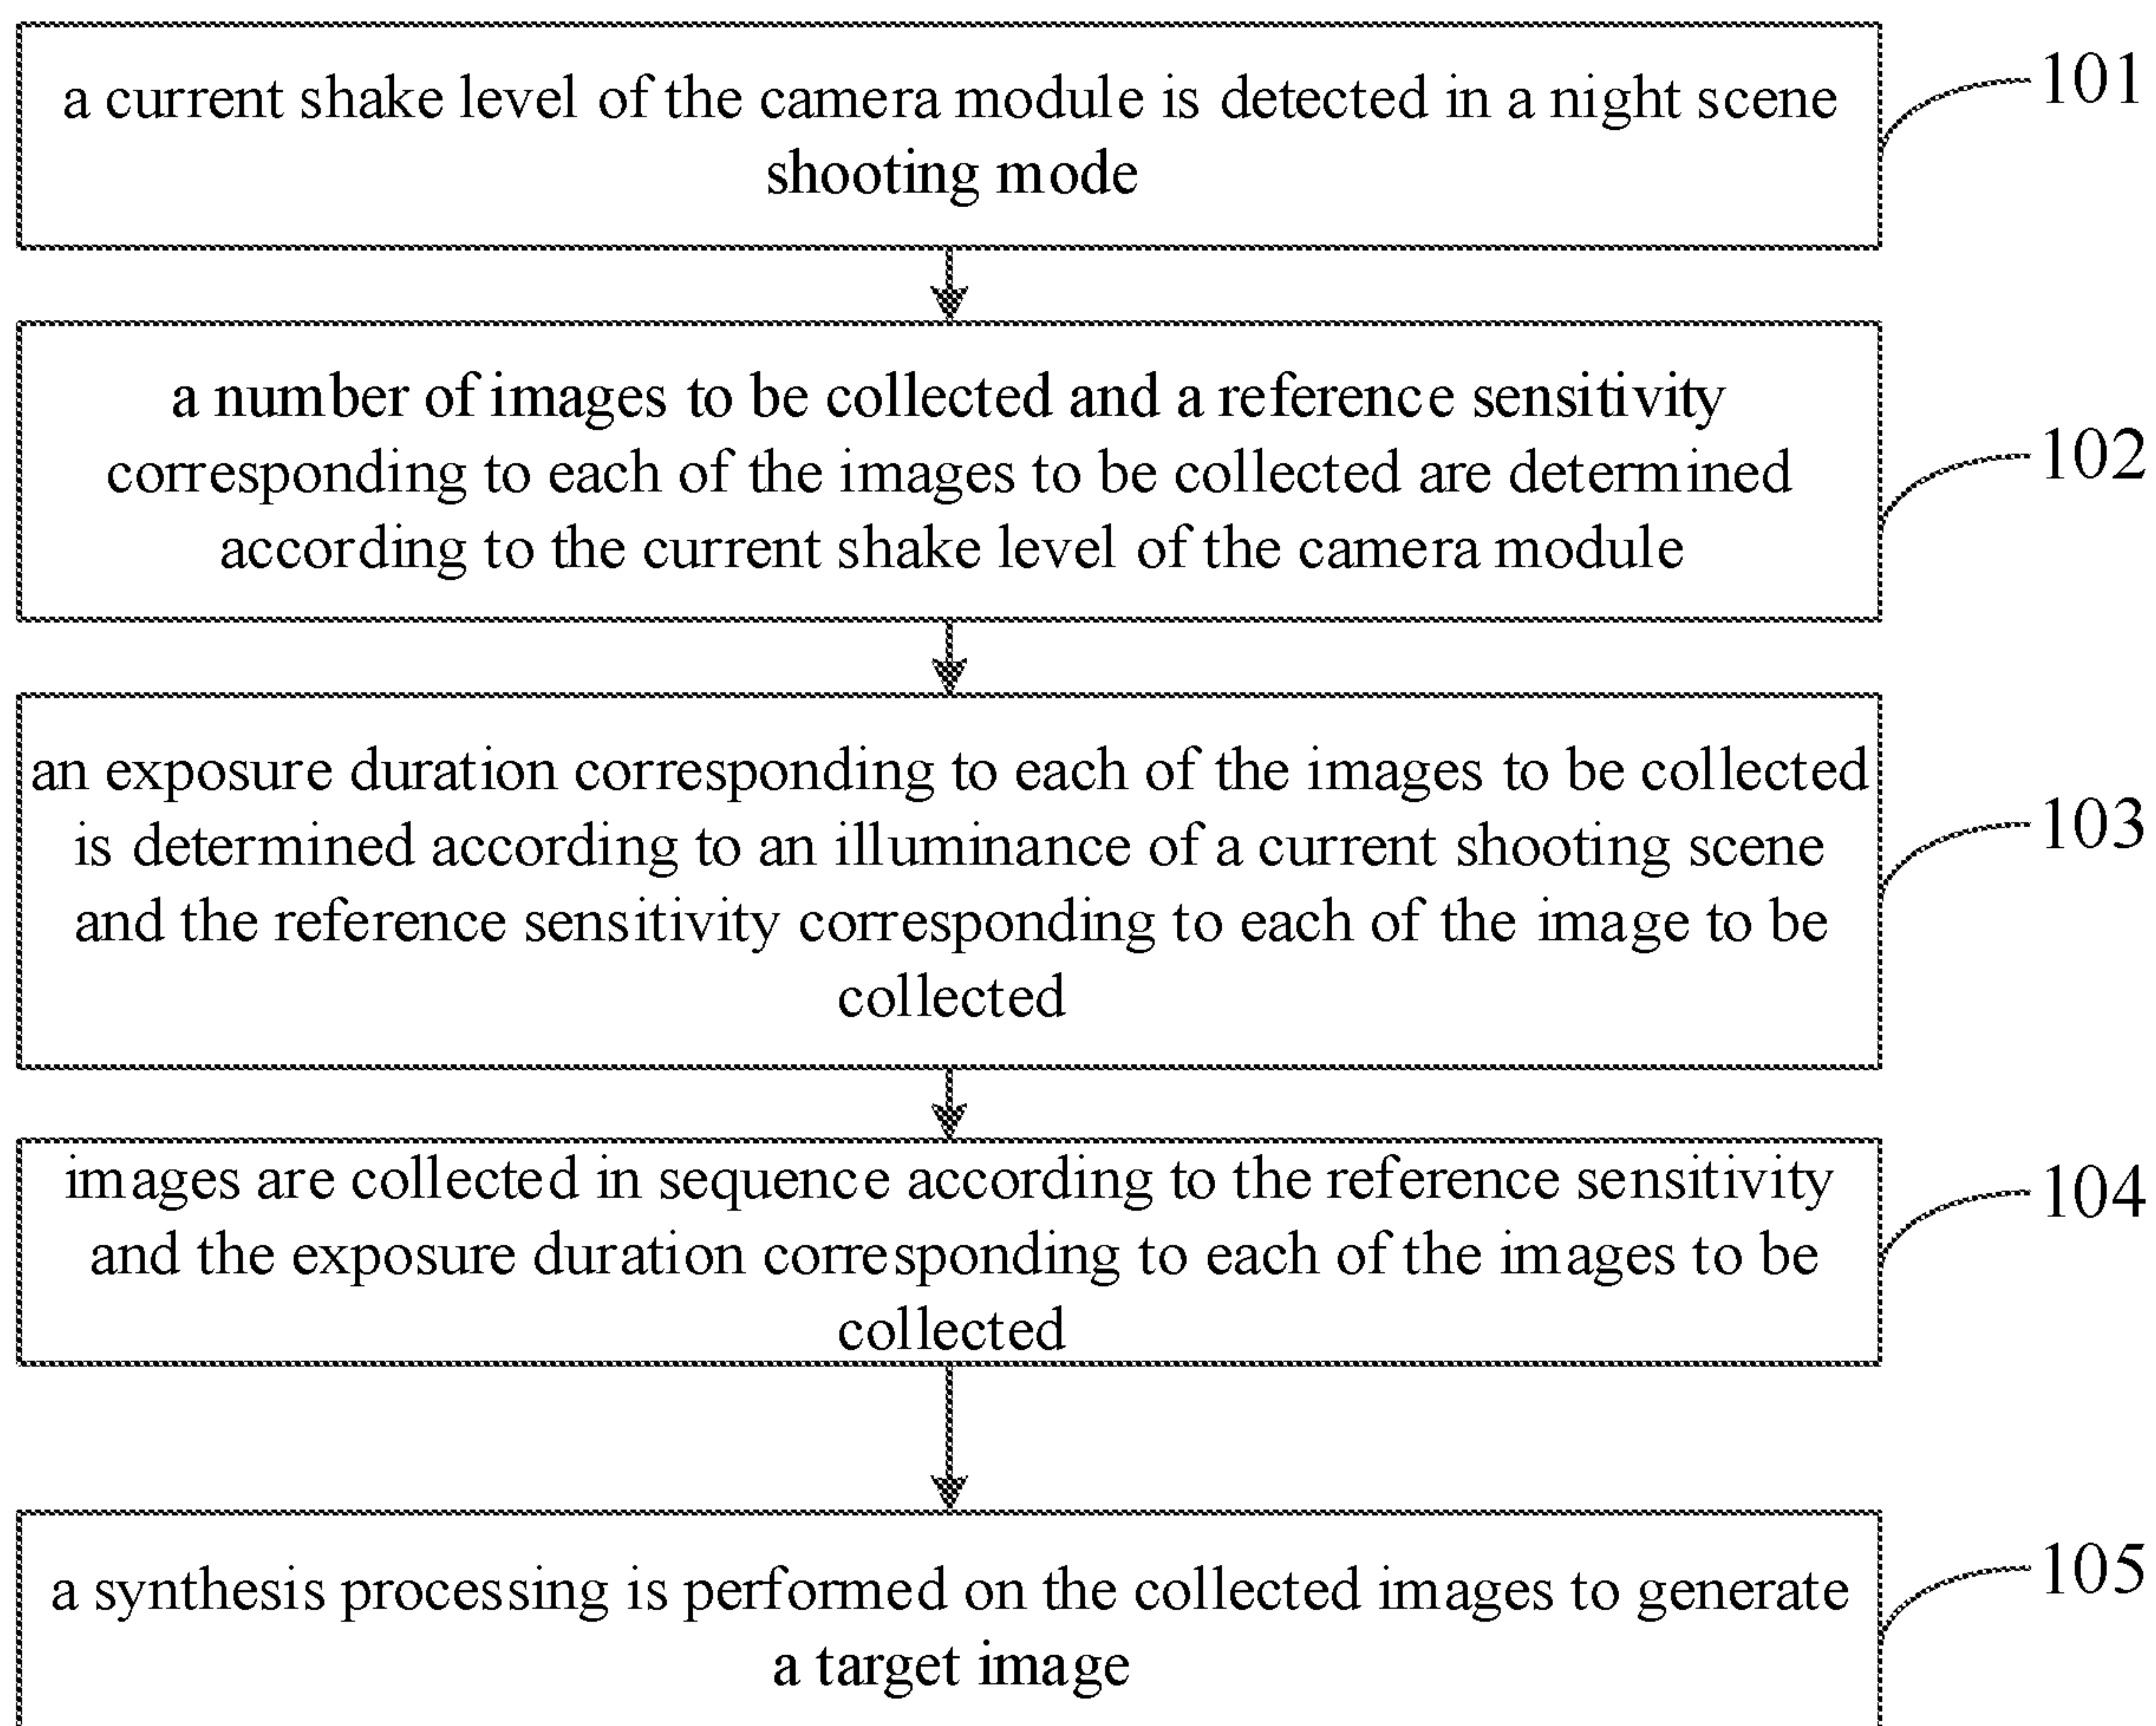 a current shake level of the camera module is detected in a night scene
shooting mode
101
a number of images to be collected and a reference sensitivity
corresponding to each of the images to be collected are determined
according to the current shake level of the camera module
102
an exposure duration corresponding to each of the images to be collected
is determined according to an illuminance of a current shooting scene
and the reference sensitivity corresponding to each of the image to be
collected
103
images are collected in sequence according to the reference sensitivity
and the exposure duration corresponding to each of the images to be
collected
104
a synthesis processing is performed on the collected images to generate
a target image
105